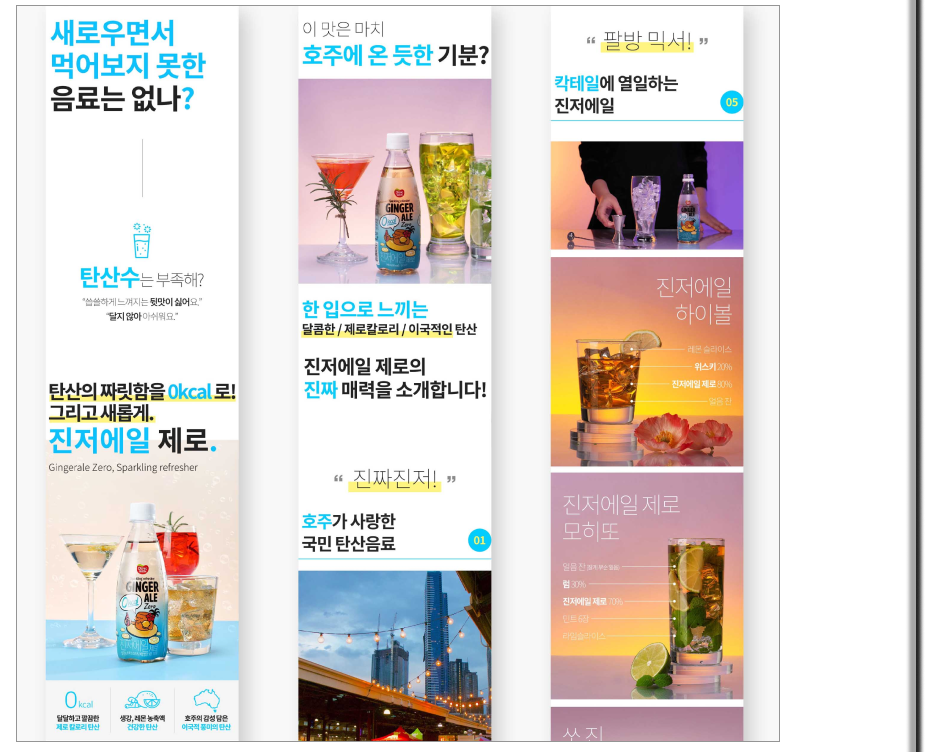 새로우면서
먹어보지 못한
음료는 없나?
탄산수는 부족해?
"씁쓸하게 느껴지는 뒷맛이 싫어요."
"달지 않아 아쉬워요."
탄산의 짜릿함을 0kcal 로!
그리고 새롭게.
진저에일 제로.
Gingerale Zero, Sparkling refresher
GINGER
ALE
Zero
0kcal
달달하고 깔끔한
제로 칼로리 탄산
생강, 레몬 농축액
건강한 탄산
호주의 감성 담은
이국적 풍미의 탄산
이 맛은 마치
호주에 온 듯한 기분?
GINGER
ALE
Zero
한 입으로 느끼는
달콤한 / 제로칼로리 / 이국적인 탄산
진저에일 제로의
진짜 매력을 소개합니다!
“ 진짜진저! ”
호주가 사랑한
국민 탄산음료
01
“ 팔방 믹서! ”
칵테일에 열일하는
진저에일
05
진저에일
하이볼
레몬 슬라이스
위스키 20%
진저에일 제로 80%
얼음 잔
진저에일 제로
모히또
얼음 잔
럼 30%
진저에일 제로 70%
민트 6장
라임슬라이스